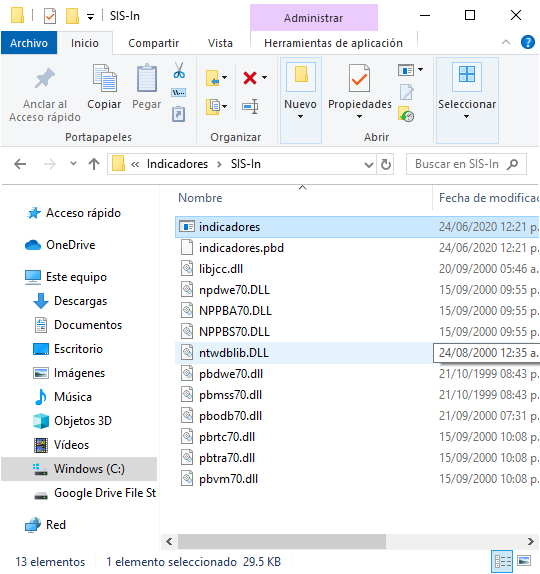 SIS-In
Administrar
Archivo
Inicio
Compartir
Vista
Herramientas de aplicación
Anclar al
Acceso rápido
Copiar
Pegar
Nuevo
Propiedades
Seleccionar
Portapapeles
Organizar
Abrir
Indicadores
SIS-In
Buscar en SIS-In
Nombre
Fecha de modificac
Acceso rápido
OneDrive
Este equipo
Descargas
Documentos
Escritorio
Imágenes
Música
Objetos 3D
Vídeos
Windows (C:)
Google Drive File St
Red
indicadores 24/06/2020 12:21 p.
indicadores.pbd 24/06/2020 12:21 p.
libjcc.dll 20/09/2000 05:46 a.
npdwe70.DLL 15/09/2000 09:55 p.
NPPBA70.DLL 15/09/2000 09:55 p.
NPPBS70.DLL 15/09/2000 09:55 p.
ntwdblib.DLL 24/08/2000 12:35 a.
pbdwe70.dll 21/10/1999 08:43 p.
pbmss70.dll 21/10/1999 08:43 p.
pbodb70.dll 21/09/2000 07:31 p.
pbrtc70.dll 15/09/2000 10:08 p.
pbtra70.dll 15/09/2000 10:08 p.
pbvm70.dll 15/09/2000 10:08 p.
13 elementos
1 elemento seleccionado 29.5 KB